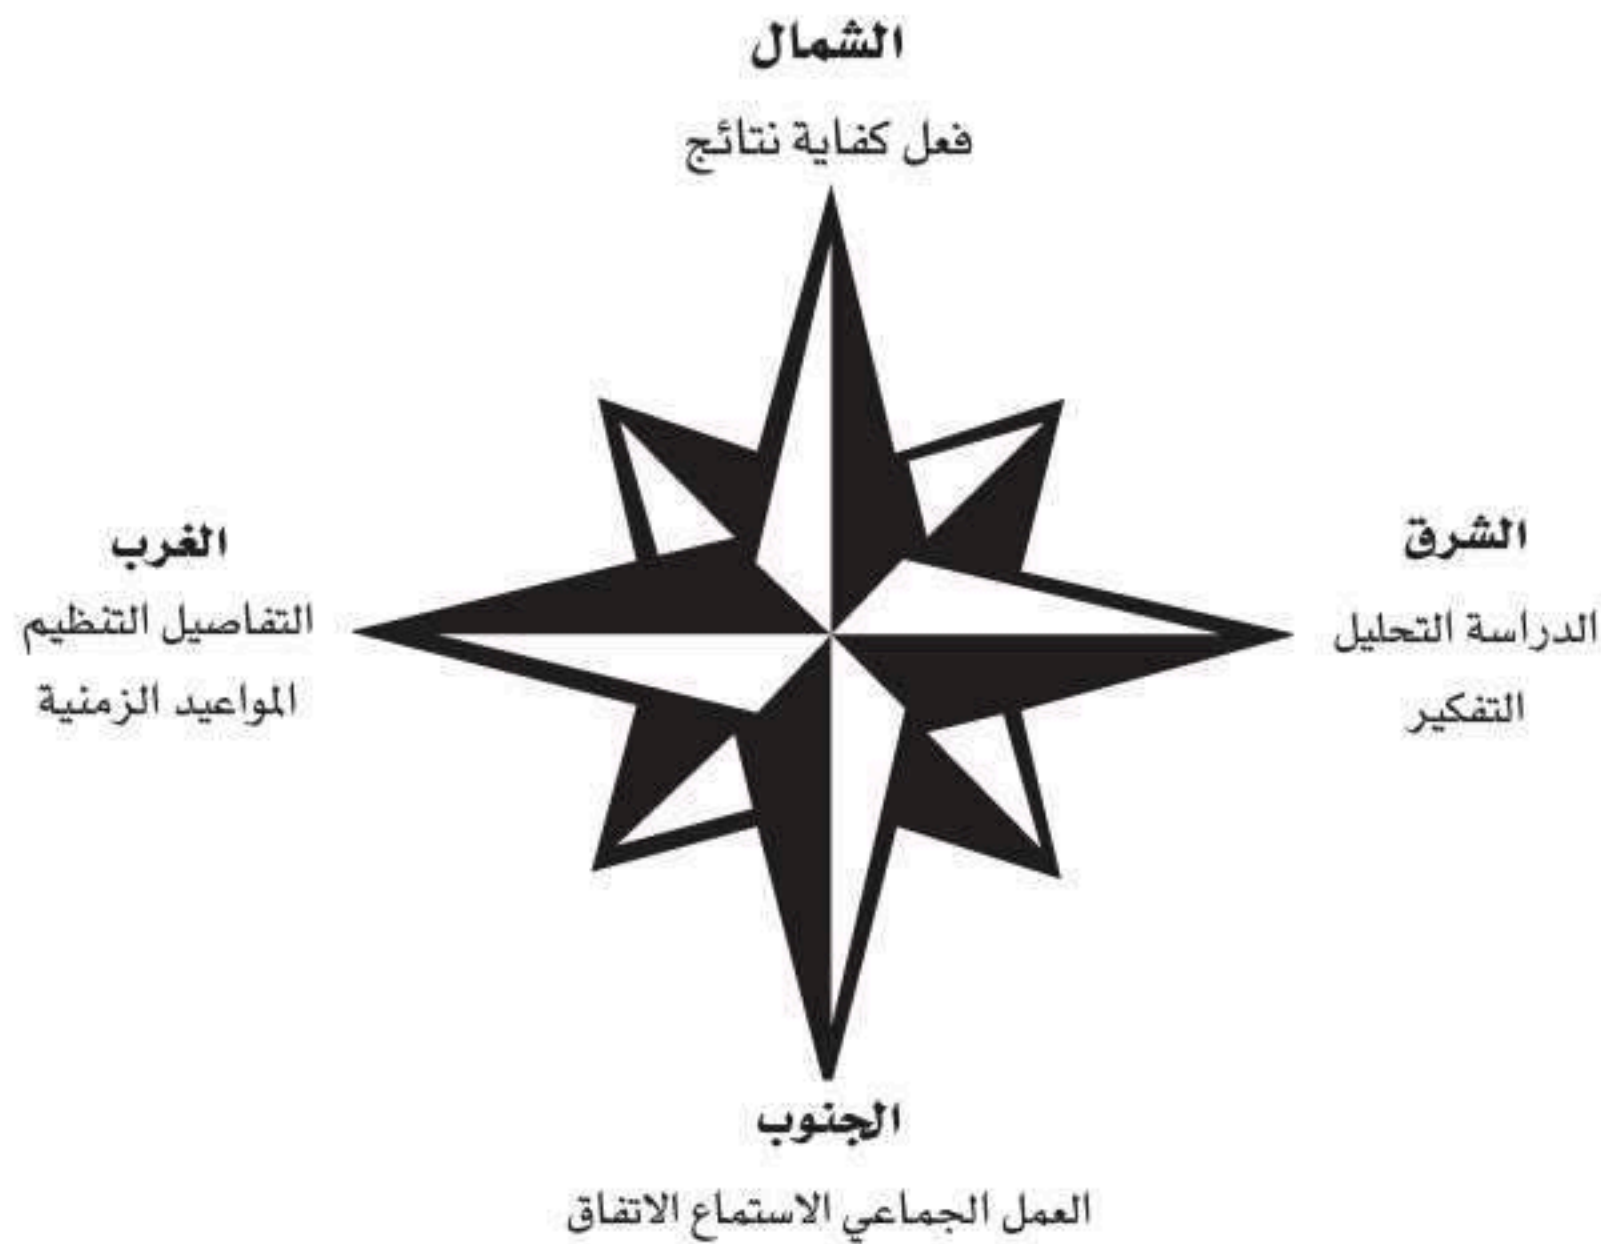 الشمال
فعل كفاية نتائج
الشرق
الدراسة التحليل
التفكير
الغرب
التفاصيل التنظيم
المواعيد الزمنية
الجنوب
العمل الجماعي الاستماع الاتفاق